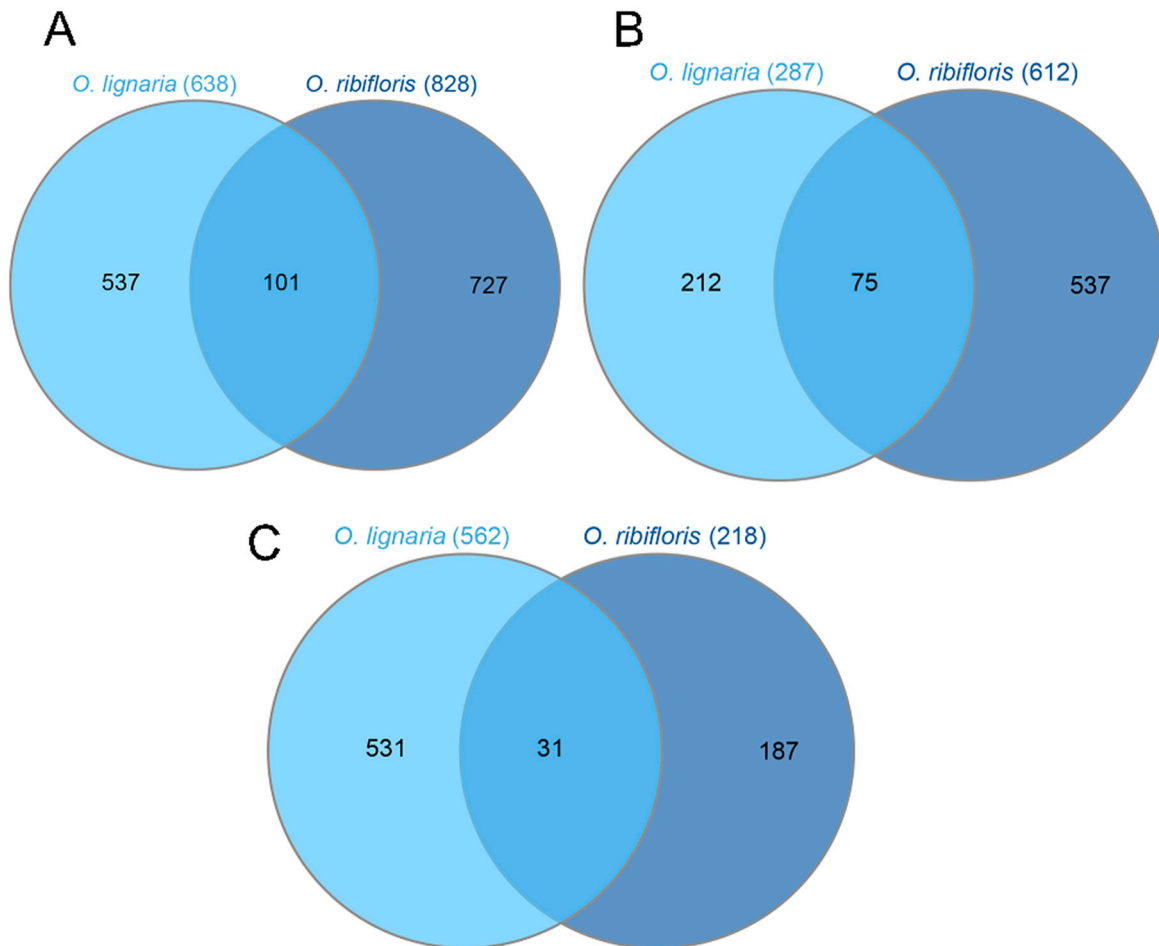 A
O. lignaria (638) O. ribifloris (828)
537 101 727
B
O. lignaria (287) O. ribifloris (612)
212 75 537
C
O. lignaria (562) O. ribifloris (218)
531 31 187